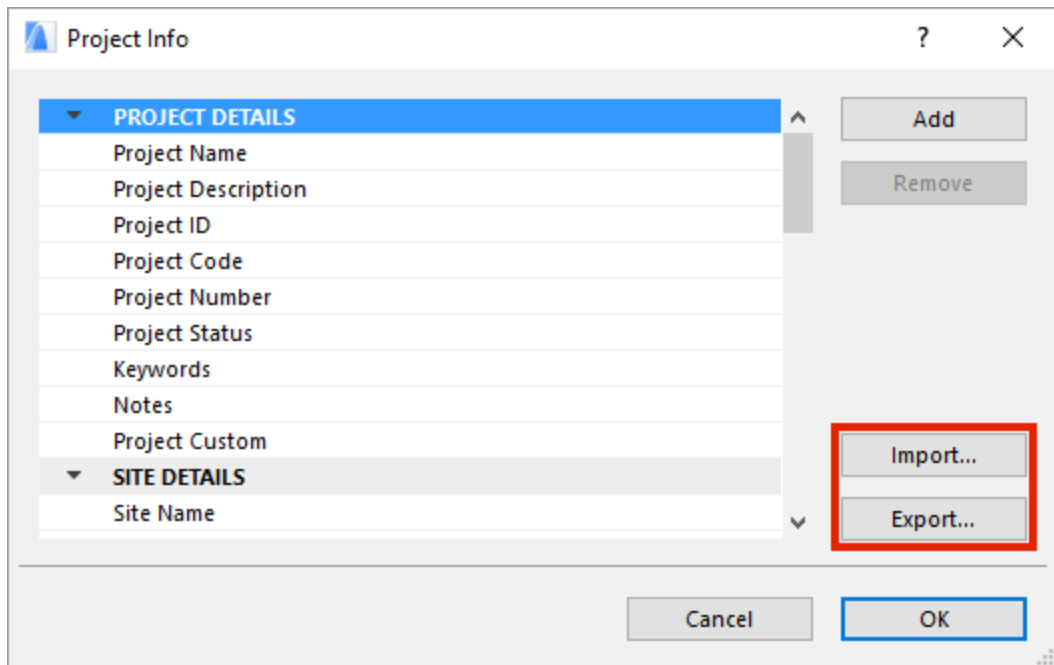 Project Info
?
PROJECT DETAILS
Project Name
Project Description
Project ID
Project Code
Project Number
Project Status
Keywords
Notes
Project Custom
SITE DETAILS
Site Name
Add
Remove
Import...
Export...
Cancel
OK